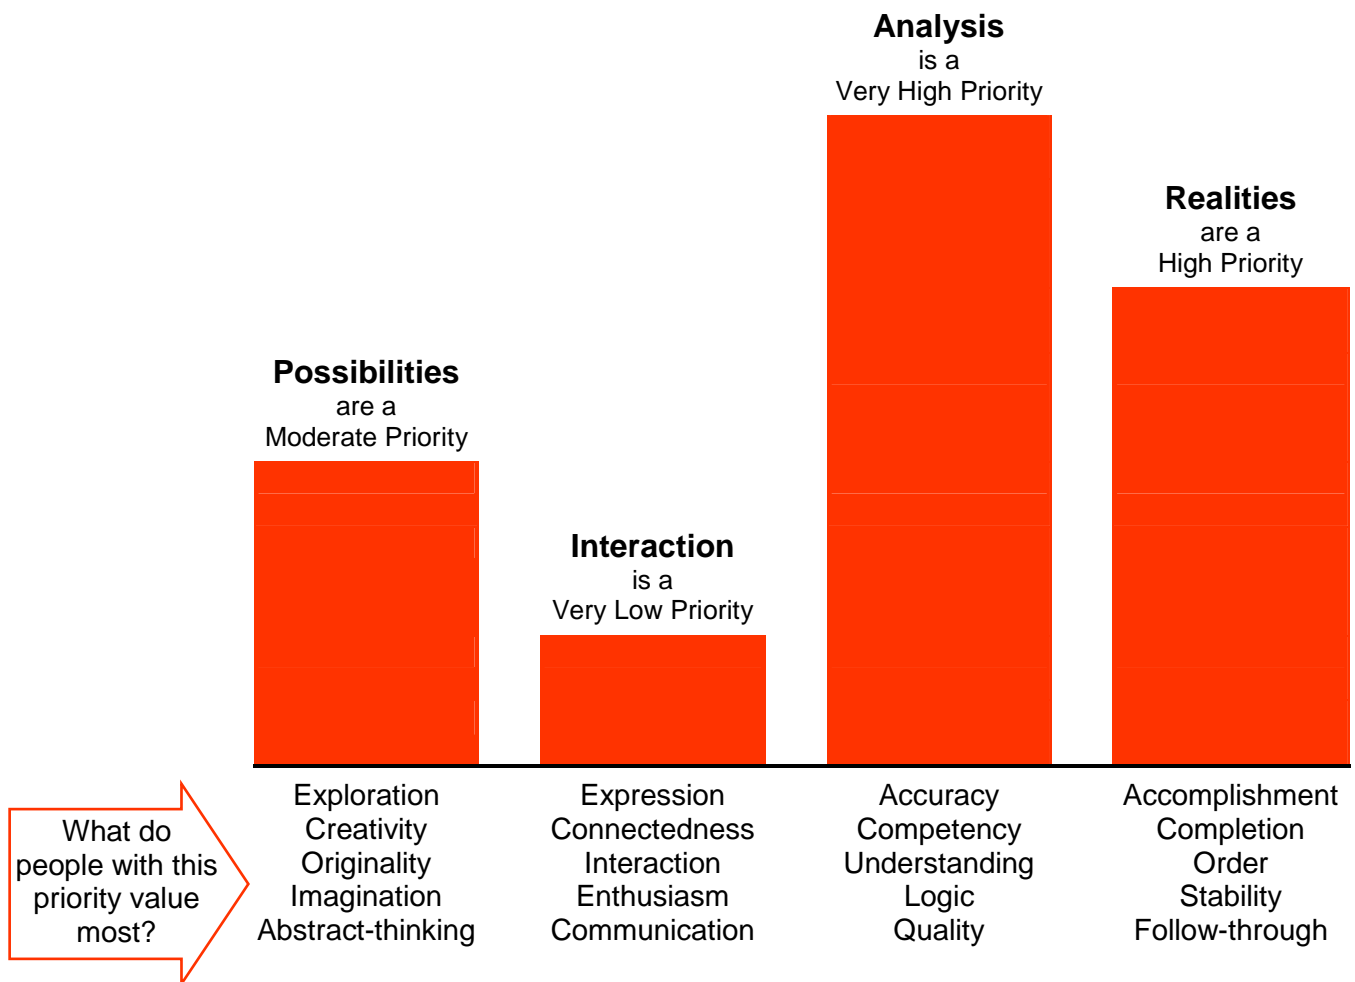 Analysis
is a
Very High Priority
Realities
are a
High Priority
Possibilities
are a
Moderate Priority
Interaction
is a
Very Low Priority
What do
people with this
priority value
most?
Exploration
Creativity
Originality
Imagination
Abstract-thinking
Expression
Connectedness
Interaction
Enthusiasm
Communication
Accuracy
Competency
Understanding
Logic
Quality
Accomplishment
Completion
Order
Stability
Follow-through